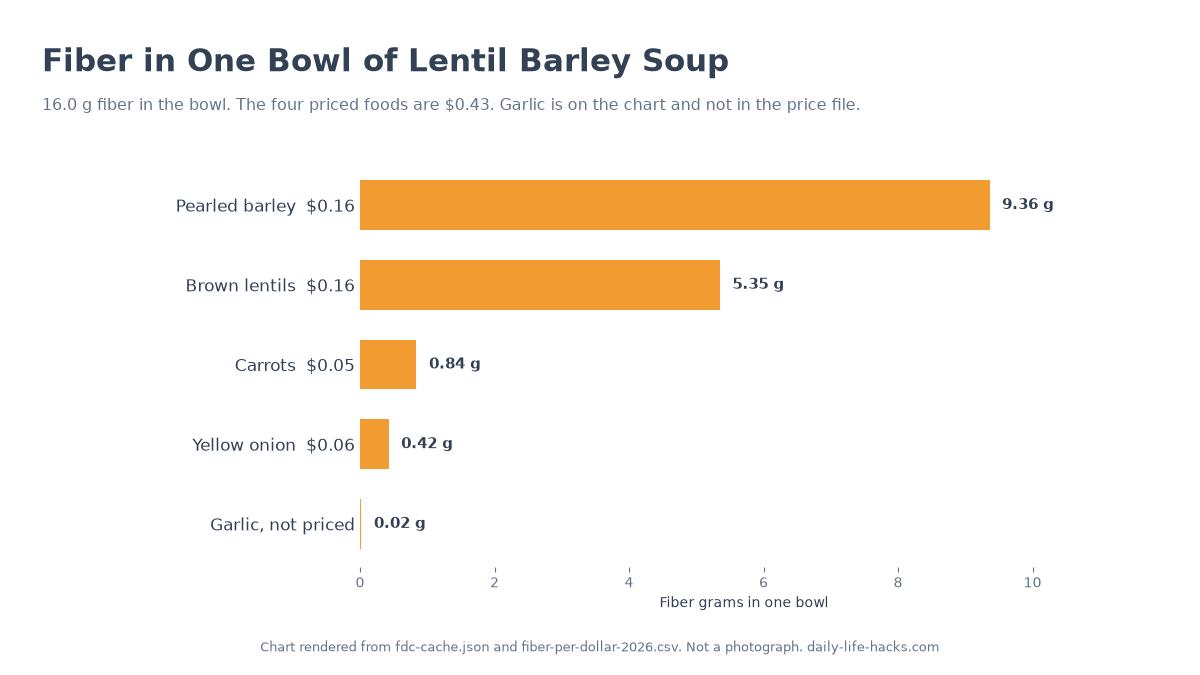 Fiber in One Bowl of Lentil Barley Soup
16.0 g fiber in the bowl. The four priced foods are $0.43. Garlic is on the chart and not in the price file.
Pearled barley $0.16 9.36 g
Brown lentils $0.16 5.35 g
Carrots $0.05 0.84 g
Yellow onion $0.06 0.42 g
Garlic, not priced 0.02 g
0 2 4 6 8 10
Fiber grams in one bowl
Chart rendered from fdc-cache.json and fiber-per-dollar-2026.csv. Not a photograph. daily-life-hacks.com